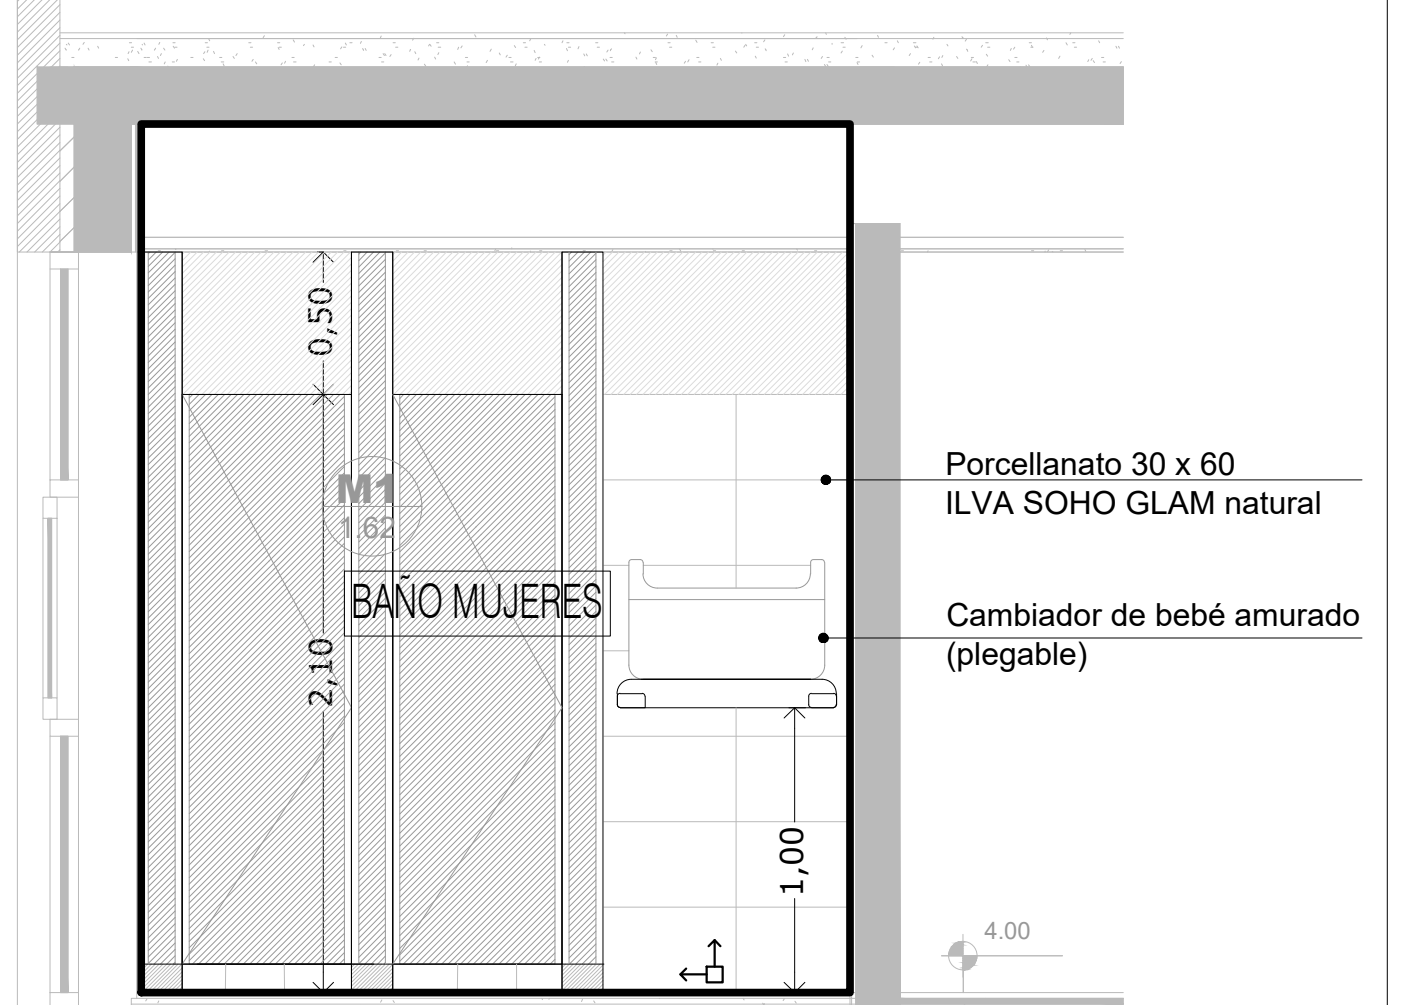 0,50
M1
1.62
BAÑO MUJERES
2,10
Porcellanato 30 x 60
ILVA SOHO GLAM natural
Cambiador de bebé amurado
(plegable)
1,00
4.00